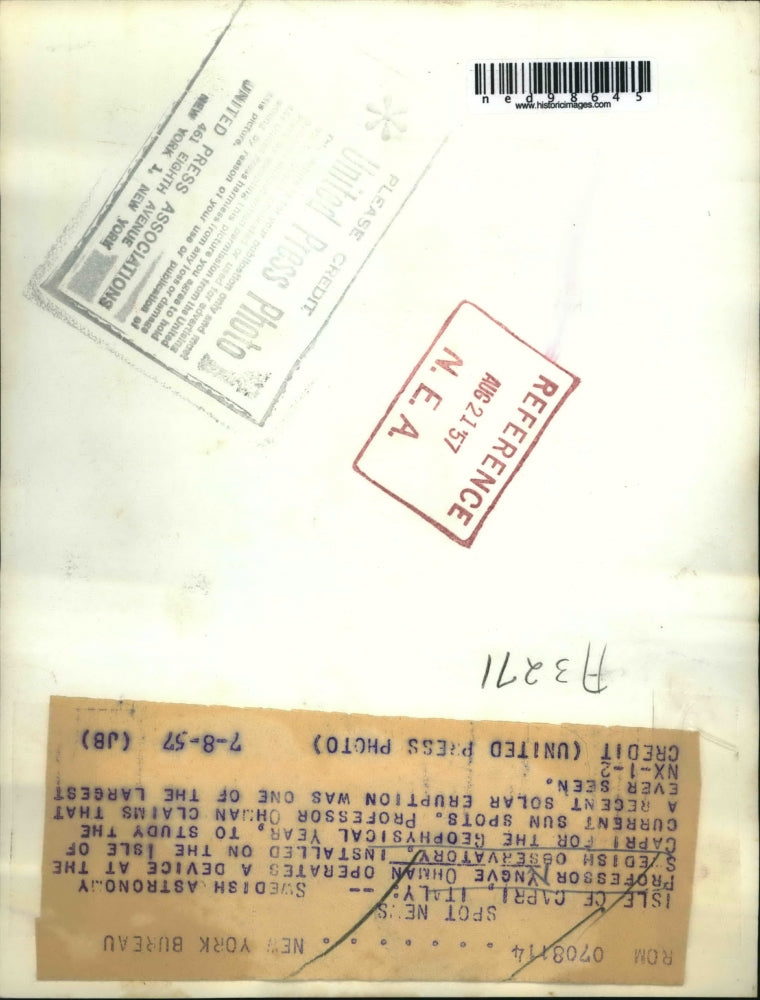 ned98645
www.historicimages.com
UNITED PRESS ASSOCIATIONS
461 EIGHTH AVENUE
NEW YORK 1, NEW YORK
PLEASE CREDIT
United Press Photo
REFERENCE
AUG 21 '57
N. E. A.
A3271
ROM 0708114 . . . . . . . NEW YORK BUREAU
SPOT NEWS
ISLE OF CAPRI, ITALY: -- SWEDISH ASTRONOMY
PROFESSOR YNGVE OHMAN OPERATES A DEVICE AT THE
SWEDISH OBSERVATORY, INSTALLED ON THE ISLE OF
CAPRI FOR THE GEOPHYSICAL YEAR, TO STUDY THE
CURRENT SUN SPOTS. PROFESSOR OHMAN CLAIMS THAT
A RECENT SOLAR ERUPTION WAS ONE OF THE LARGEST
EVER SEEN.
NX-1-2
CREDIT (UNITED PRESS PHOTO) 7-8-57 (JB)